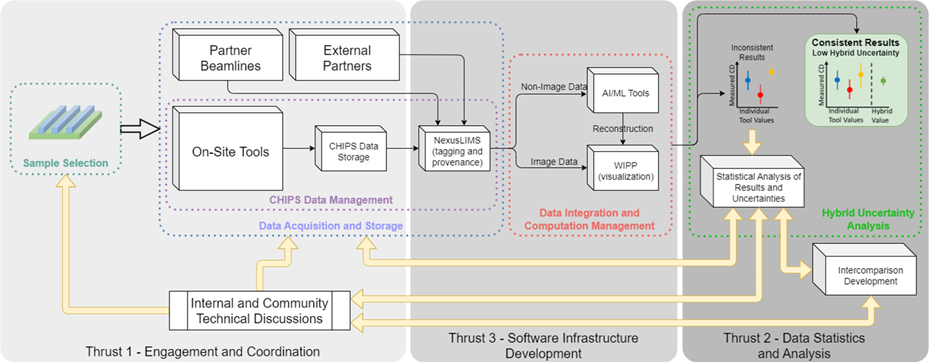 Sample Selection
Partner
Beamlines
External
Partners
On-Site Tools
CHIPS Data
Storage
NexusLIMS
(tagging and
provenance)
CHIPS Data Management
Data Acquisition and Storage
Non-Image Data
AI/ML Tools
Reconstruction
Image Data
WIPP
(visualization)
Data Integration and
Computation Management
Inconsistent
Results
Measured CD
Individual
Tool Values
Consistent Results
Low Hybrid Uncertainty
Measured CD
Individual
Tool Values
Hybrid
Value
Statistical Analysis of
Results and
Uncertainties
Hybrid Uncertainty
Analysis
Intercomparison
Development
Internal and Community
Technical Discussions
Thrust 1 - Engagement and Coordination
Thrust 3 - Software Infrastructure
Development
Thrust 2 - Data Statistics
and Analysis